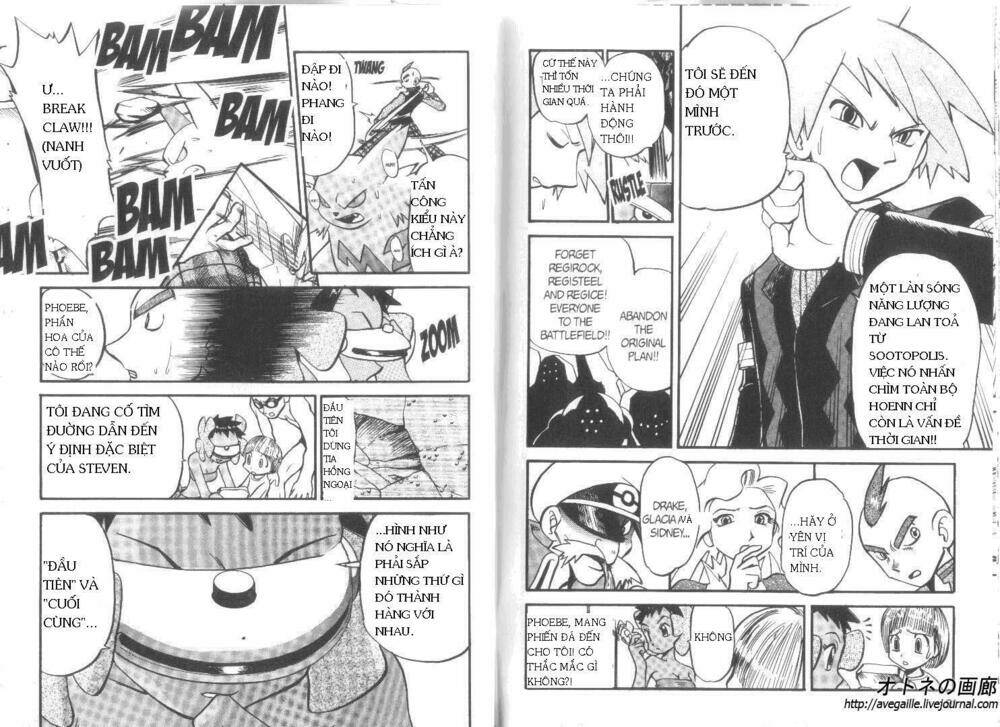 TÔI SẼ ĐẾN
ĐÓ MỘT
MÌNH
TRƯỚC.
MỘT LÀN SÓNG
NĂNG LƯỢNG
ĐANG LAN TOẢ
TỪ
SOOTOPOLIS.
VIỆC NÓ NHẤN
CHÌM TOÀN BỘ
HOENN CHỈ
CÒN LÀ VẤN ĐỀ
THỜI GIAN!!
...CHÚNG
TA PHẢI
HÀNH
ĐỘNG
THÔI!!!
CỨ THẾ NÀY
THÌ TỐN
NHIỀU THỜI
GIAN QUÁ.
RUSTLE
ABANDON
THE
ORIGINAL
PLAN!!
FORGET
REGIROCK,
REGISTEEL
AND REGICE!
EVERYONE
TO THE
BATTLEFIELD!!
...HÃY Ở
YÊN VỊ
TRÍ CỦA
MÌNH.
DRAKE,
GLACIA VÀ
SIDNEY...
PHOEBE, MANG
PHIẾN ĐÁ ĐẾN
CHO TÔI! CÓ
THẮC MẮC GÌ
KHÔNG?!
KHÔNG
TWANG
ĐẬP ĐI
NÀO!
PHANG
ĐI
NÀO!
BAM
BAM
BAM
Ư...
BREAK
CLAW!!!
(NANH
VUỐT)
BAM
BAM
BAM
TẤN
CÔNG
KIỂU NÀY
CHẲNG
ÍCH GÌ À?
PHOEBE,
PHẤN
HOA CỦA
CÔ THẾ
NÀO RỒI?
ZOOM
TÔI ĐANG CỐ TÌM
ĐƯỜNG DẪN ĐẾN
Ý ĐỊNH ĐẶC BIỆT
CỦA STEVEN.
ĐẦU
TIÊN
TÔI
DÙNG
TIA
HỒNG
NGOẠI
...
...HÌNH NHƯ
NÓ NGHĨA LÀ
PHẢI SẮP
NHỮNG THỨ GÌ
ĐÓ THÀNH
HÀNG VỚI
NHAU.
"ĐẦU
TIÊN" VÀ
"CUỐI
CÙNG"...
オトネの画廊
http://avegaille.livejournal.com